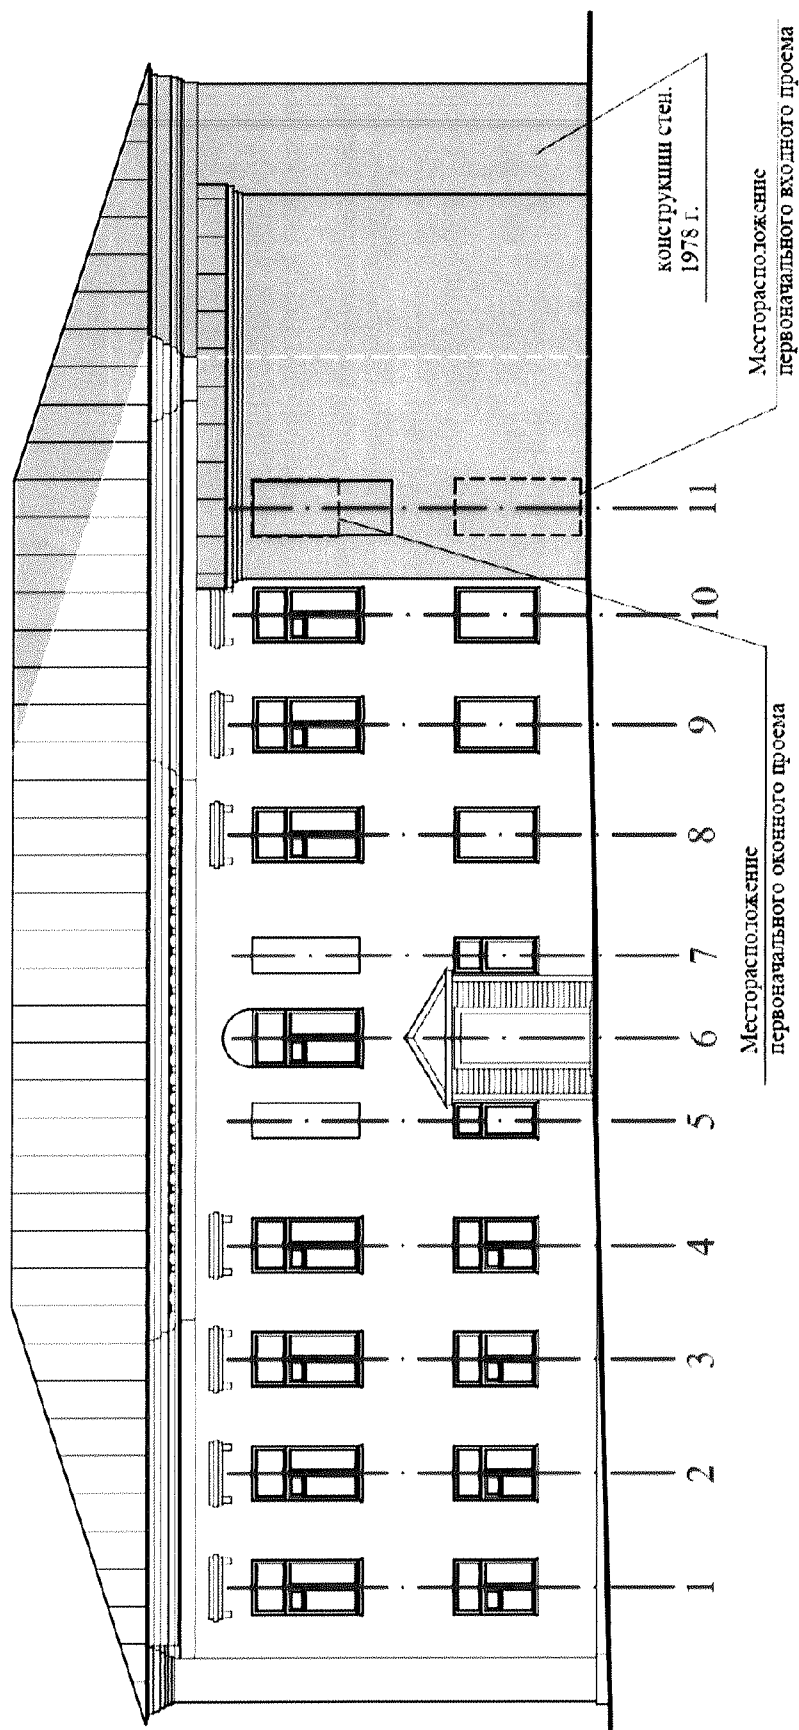 1
2
3
4
5
6
7
8
9
10
11
Месторасположение
первоначального оконного проема
конструкции стен.
1978 г.
Месторасположение
первоначального входного проема